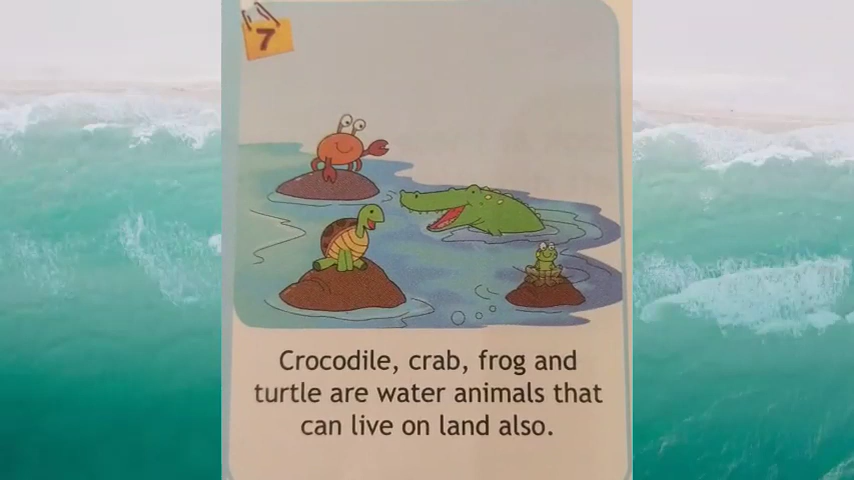 7
Crocodile, crab, frog and
turtle are water animals that
can live on land also.